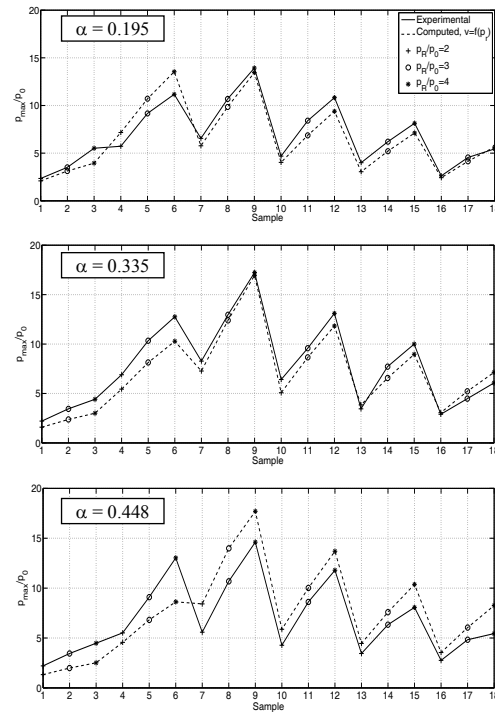 20
15
10
5
0
p_max/p_0
α = 0.195
Experimental
Computed, v=f(p_r)
p_R/p_0=2
p_R/p_0=3
p_R/p_0=4
1 2 3 4 5 6 7 8 9 10 11 12 13 14 15 16 17 18
Sample
20
15
10
5
0
p_max/p_0
α = 0.335
1 2 3 4 5 6 7 8 9 10 11 12 13 14 15 16 17 18
Sample
20
15
10
5
0
p_max/p_0
α = 0.448
1 2 3 4 5 6 7 8 9 10 11 12 13 14 15 16 17 18
Sample